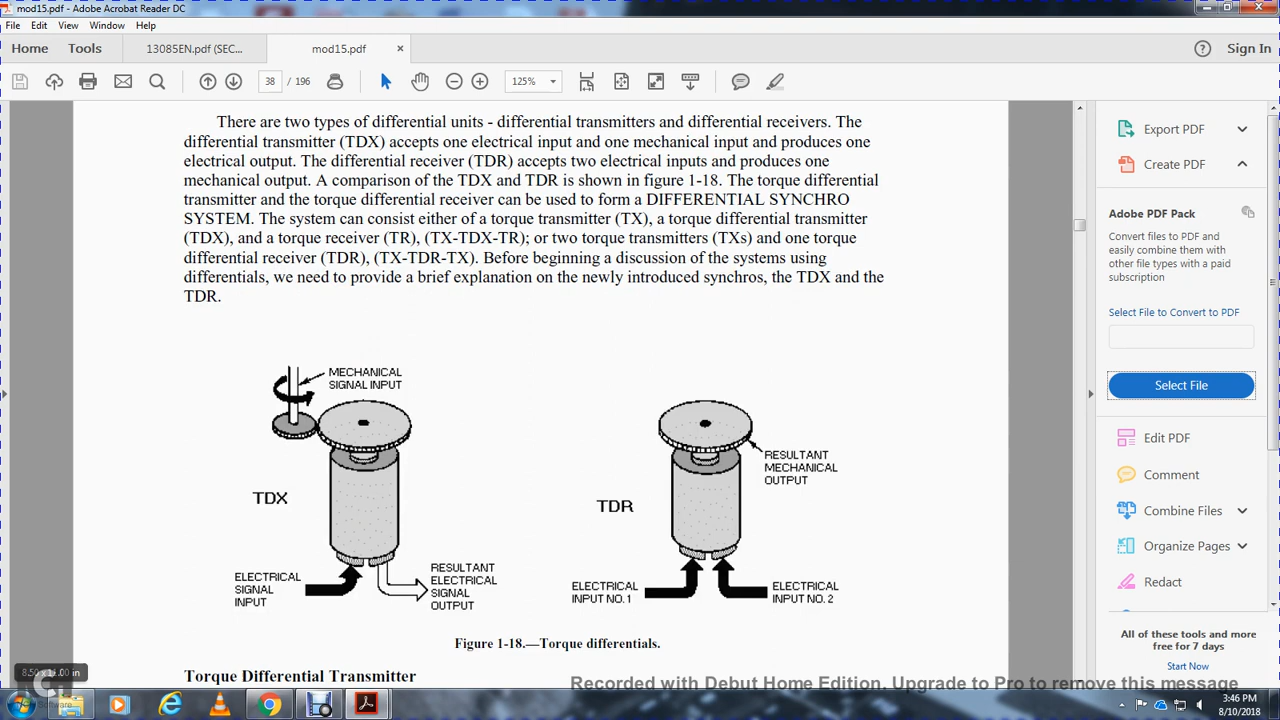 mod15.pdf - Adobe Acrobat Reader DC
File Edit View Window Help
Home Tools 13085EN.pdf (SEC... mod15.pdf × Sign In
38 / 196 125%
There are two types of differential units - differential transmitters and differential receivers. The
differential transmitter (TDX) accepts one electrical input and one mechanical input and produces one
electrical output. The differential receiver (TDR) accepts two electrical inputs and produces one
mechanical output. A comparison of the TDX and TDR is shown in figure 1-18. The torque differential
transmitter and the torque differential receiver can be used to form a DIFFERENTIAL SYNCHRO
SYSTEM. The system can consist either of a torque transmitter (TX), a torque differential transmitter
(TDX), and a torque receiver (TR), (TX-TDX-TR); or two torque transmitters (TXs) and one torque
differential receiver (TDR), (TX-TDR-TX). Before beginning a discussion of the systems using
differentials, we need to provide a brief explanation on the newly introduced synchros, the TDX and the
TDR.
MECHANICAL
SIGNAL INPUT
TDX
ELECTRICAL
SIGNAL
INPUT
RESULTANT
ELECTRICAL
SIGNAL
OUTPUT
RESULTANT
MECHANICAL
OUTPUT
TDR
ELECTRICAL
INPUT NO.1
ELECTRICAL
INPUT NO.2
Figure 1-18.—Torque differentials.
Torque Differential Transmitter
8.50 x 11.00 in
Export PDF
Create PDF
Adobe PDF Pack
Convert files to PDF and
easily combine them with
other file types with a paid
subscription
Select File to Convert to PDF
Select File
Edit PDF
Comment
Combine Files
Organize Pages
Redact
All of these tools and more
free for 7 days
Start Now
Recorded with Debut Home Edition. Upgrade to Pro to remove this message
Software
3:46 PM
8/10/2018